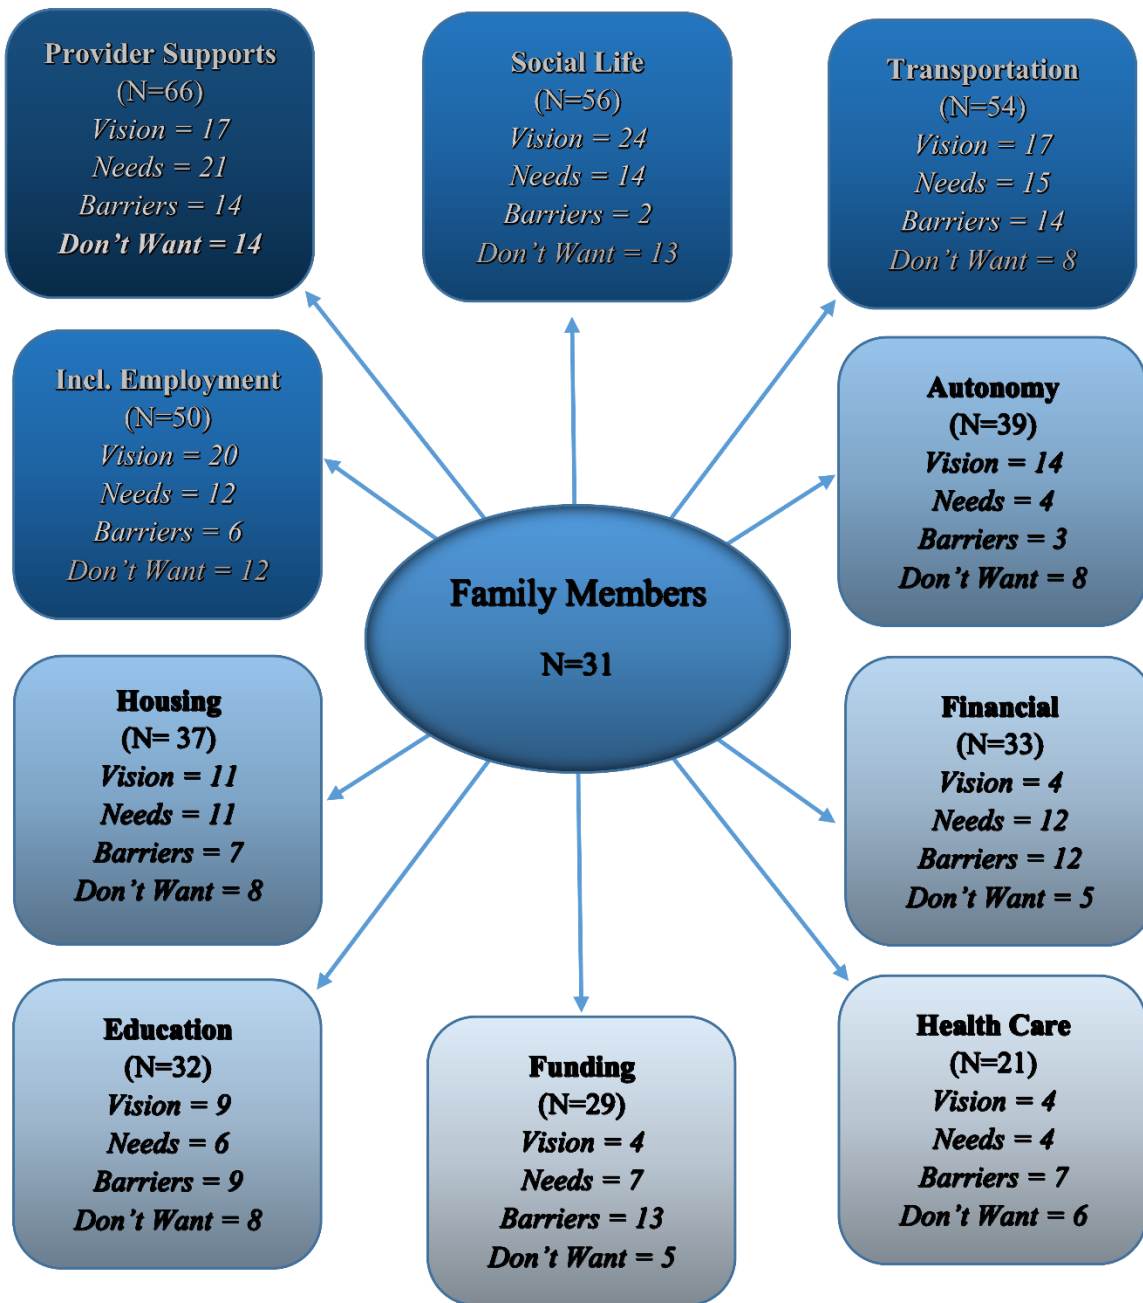 Provider Supports
(N=66)
Vision = 17
Needs = 21
Barriers = 14
Don't Want = 14
Social Life
(N=56)
Vision = 24
Needs = 14
Barriers = 2
Don't Want = 13
Transportation
(N=54)
Vision = 17
Needs = 15
Barriers = 14
Don't Want = 8
Incl. Employment
(N=50)
Vision = 20
Needs = 12
Barriers = 6
Don't Want = 12
Autonomy
(N=39)
Vision = 14
Needs = 4
Barriers = 3
Don't Want = 8
Family Members
N=31
Housing
(N= 37)
Vision = 11
Needs = 11
Barriers = 7
Don't Want = 8
Financial
(N=33)
Vision = 4
Needs = 12
Barriers = 12
Don't Want = 5
Education
(N=32)
Vision = 9
Needs = 6
Barriers = 9
Don't Want = 8
Funding
(N=29)
Vision = 4
Needs = 7
Barriers = 13
Don't Want = 5
Health Care
(N=21)
Vision = 4
Needs = 4
Barriers = 7
Don't Want = 6